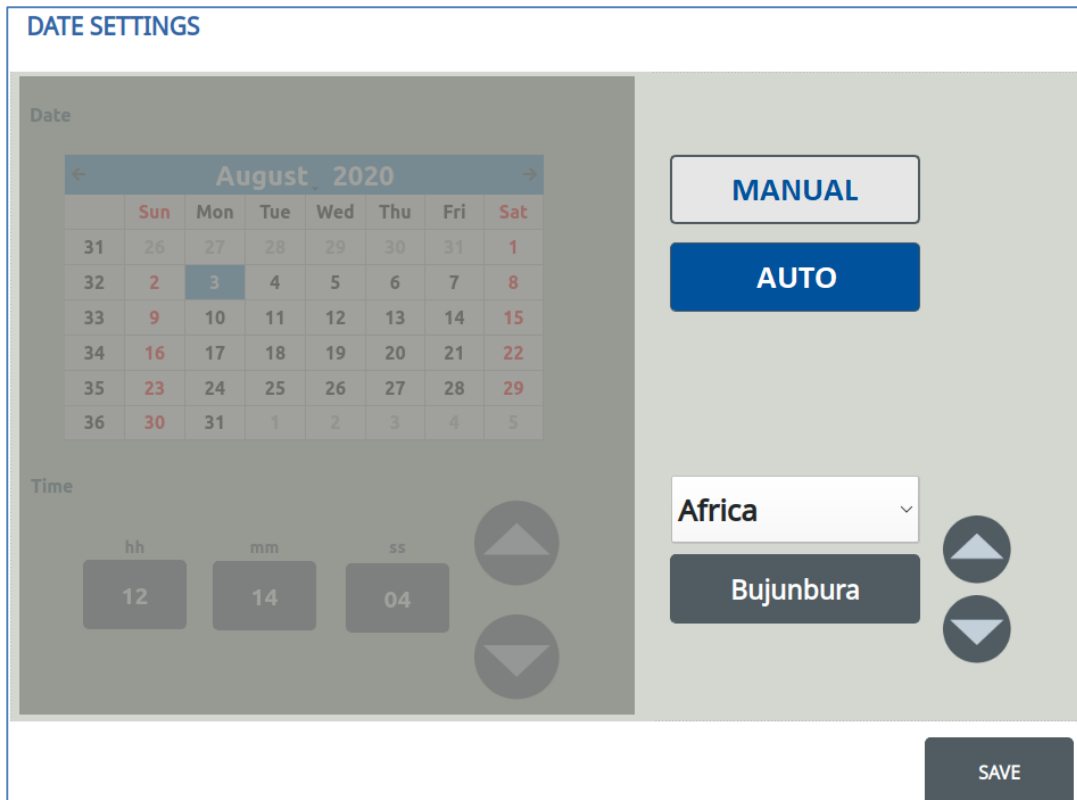 DATE SETTINGS
Date
August, 2020
Sun Mon Tue Wed Thu Fri Sat
31 26 27 28 29 30 31 1
32 2 3 4 5 6 7 8
33 9 10 11 12 13 14 15
34 16 17 18 19 20 21 22
35 23 24 25 26 27 28 29
36 30 31 1 2 3 4 5
Time
hh mm ss
12 14 04
MANUAL
AUTO
Africa
Bujunbura
SAVE